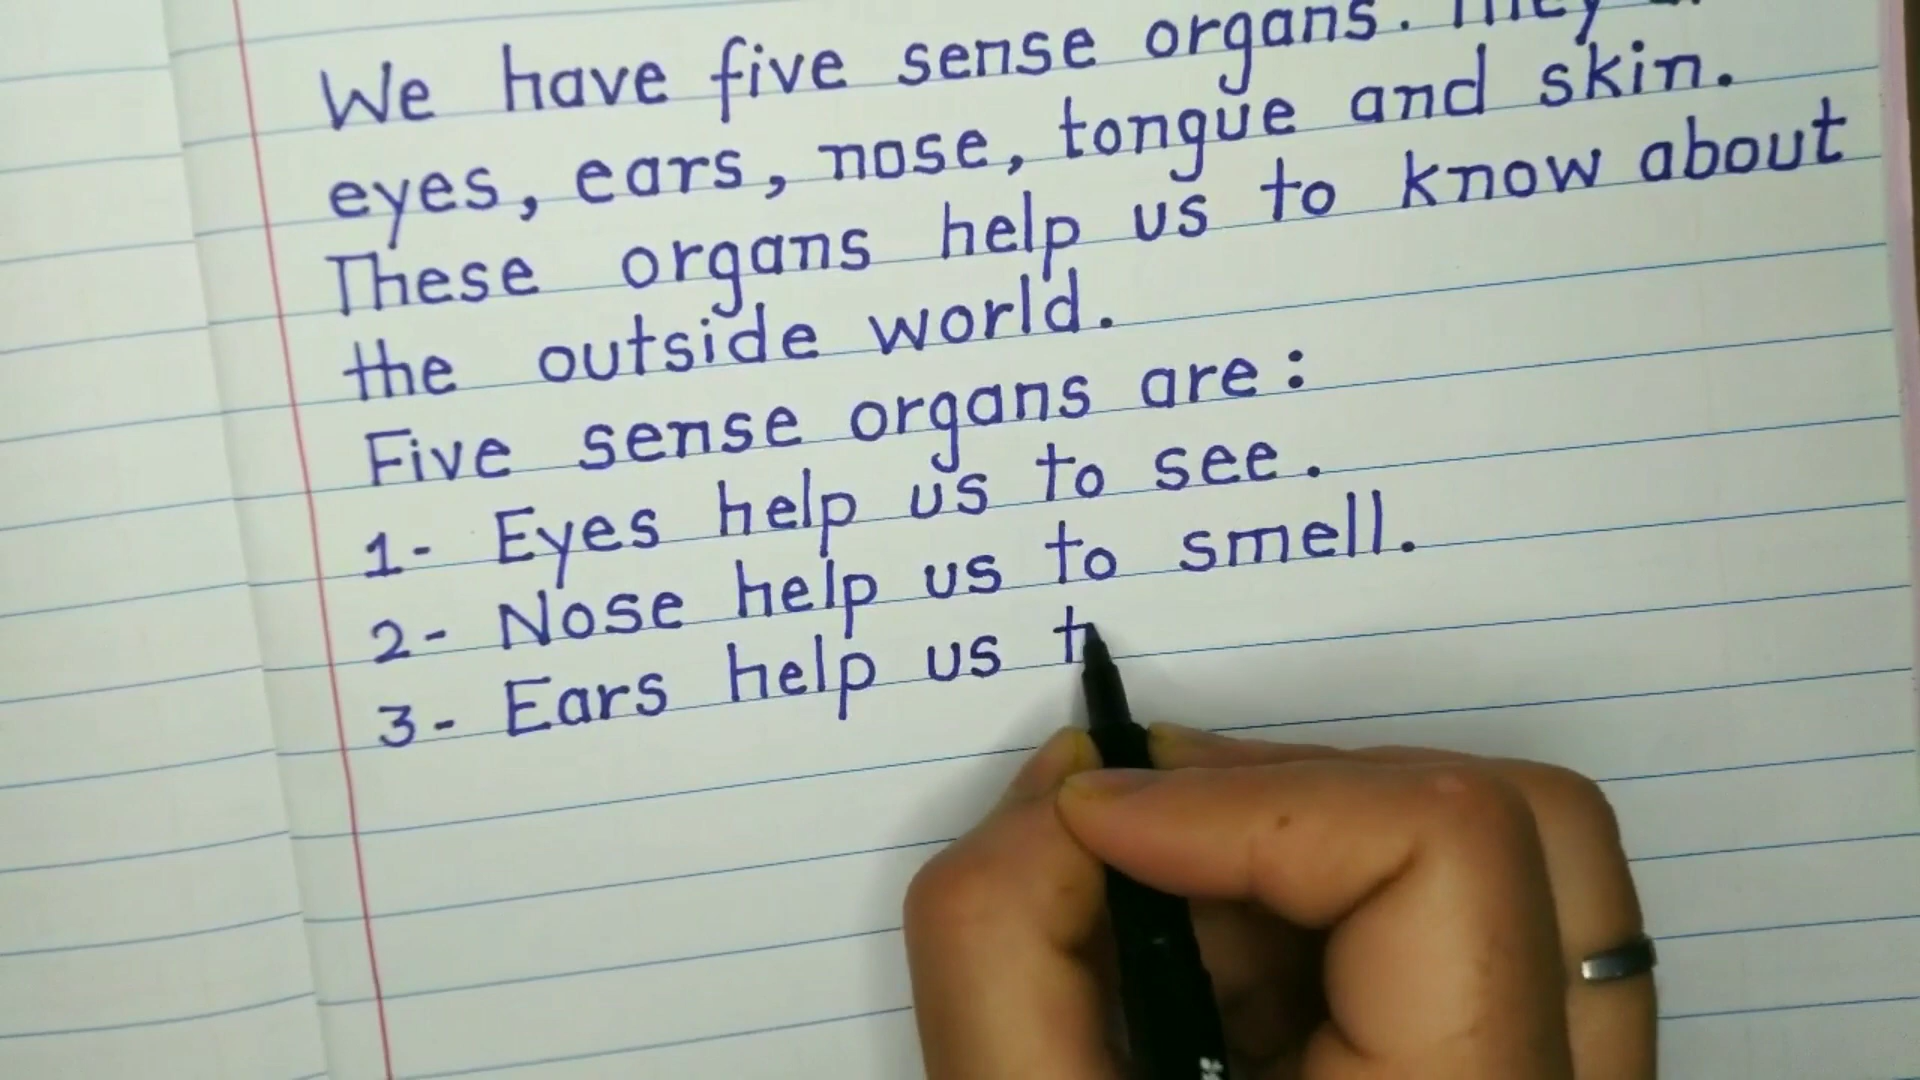 We have five sense organs. They
eyes, ears, nose, tongue and skin.
These organs help us to know about
the outside world.
Five sense organs are:
1- Eyes help us to see.
2- Nose help us to smell.
3- Ears help us t